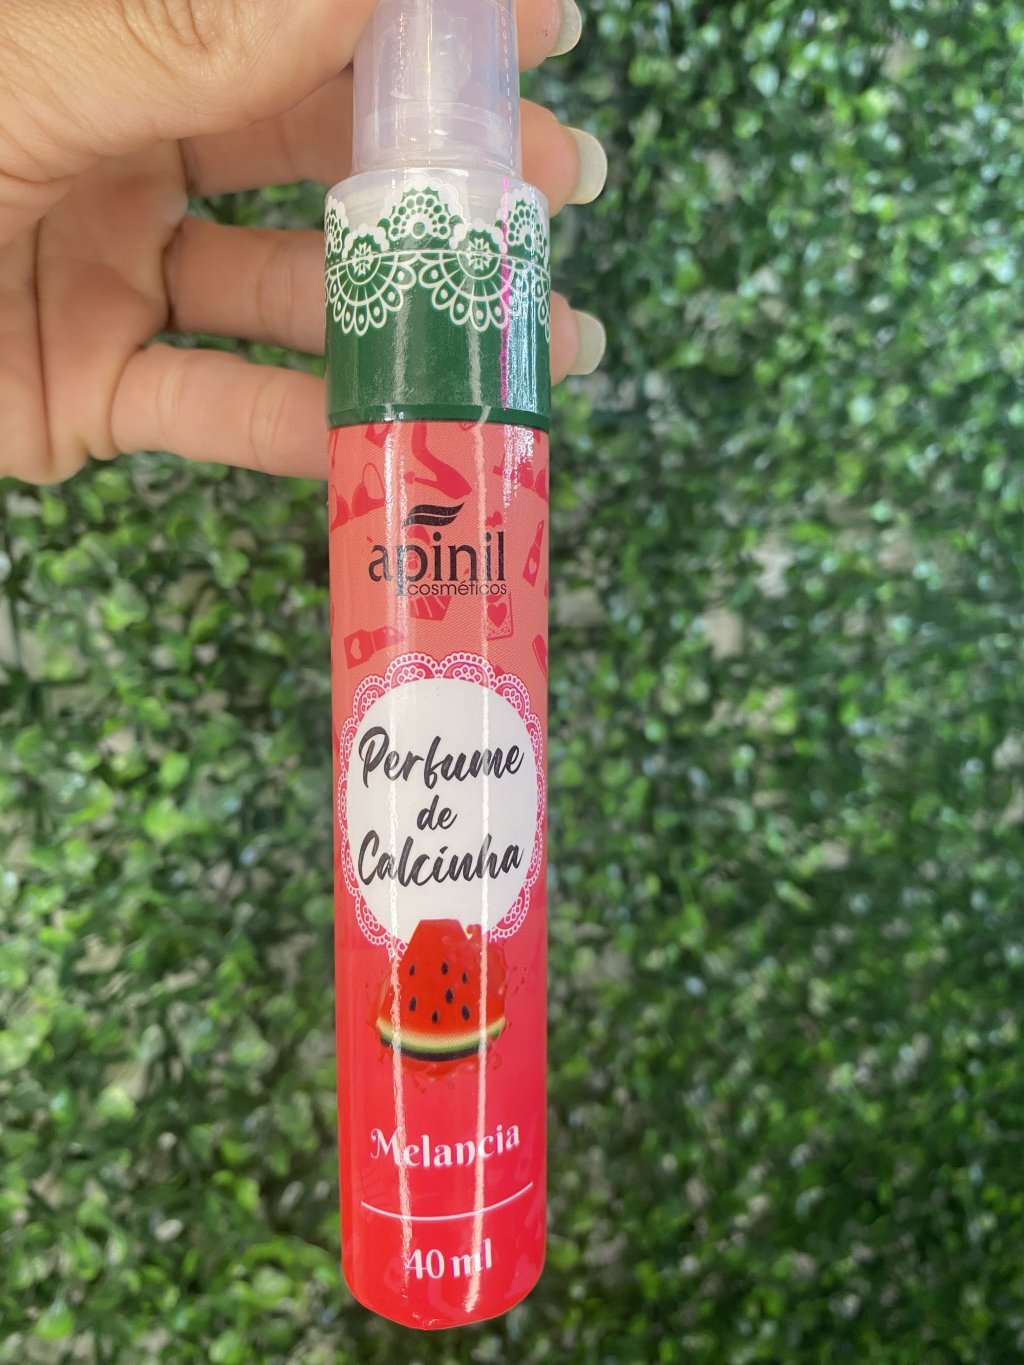 apinil
cosméticos
Perfume
de
Calcinha
Melancia
40 ml